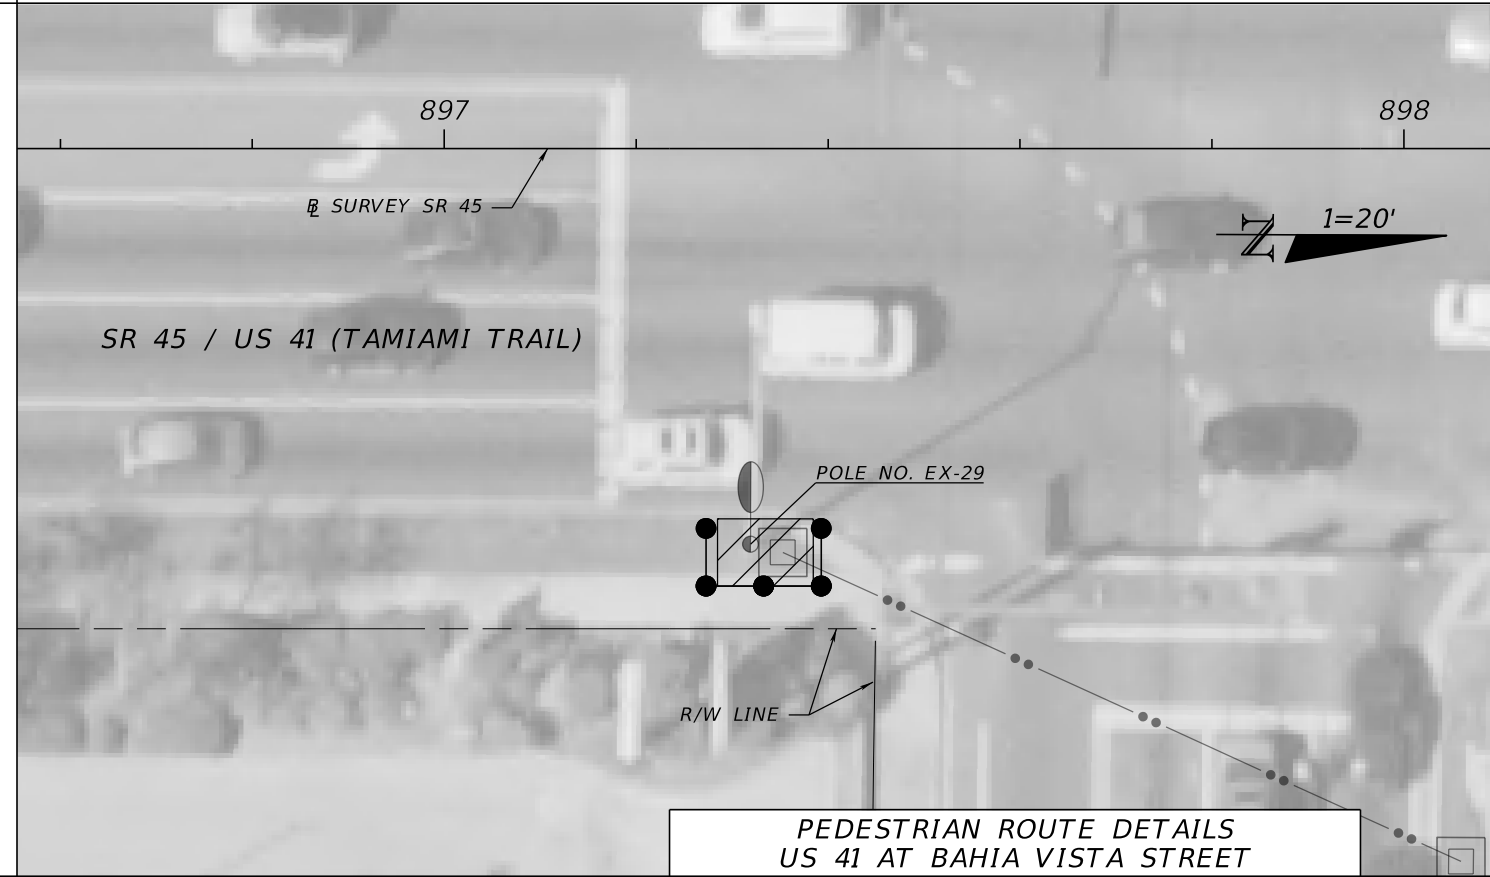 897
898
BL SURVEY SR 45
N
1=20'
SR 45 / US 41 (TAMIAMI TRAIL)
POLE NO. EX-29
R/W LINE
PEDESTRIAN ROUTE DETAILS
US 41 AT BAHIA VISTA STREET